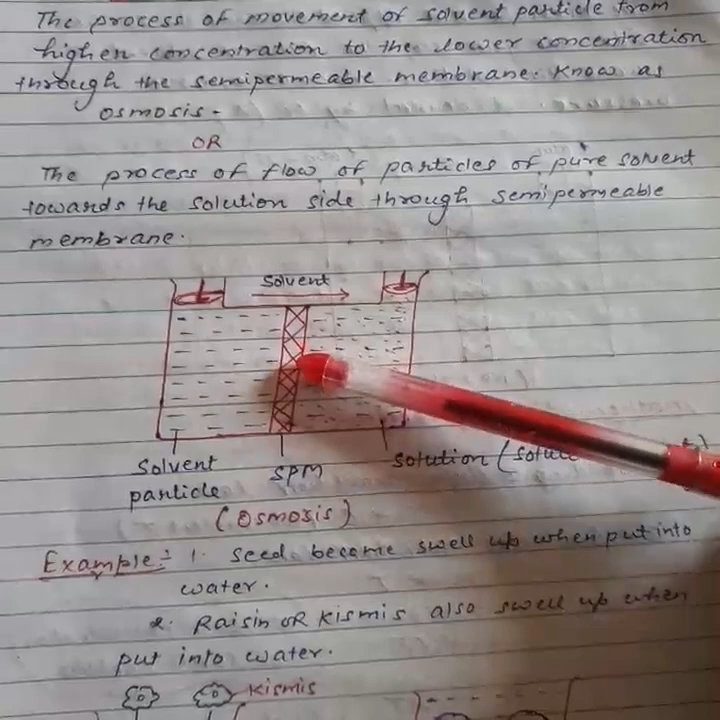 The process of movement of solvent particle from
higher concentration to the lower concentration
through the semipermeable membrane. Know as
osmosis.
OR
The process of flow of particles of pure solvent
towards the solution side through semipermeable
membrane.
Solvent
Solvent
particle
SPM
solution (
(Osmosis)
Example:- 1. Seed became swell up when put into
water.
2. Raisin OR Kismis also swell up when
put into water.
Kismis